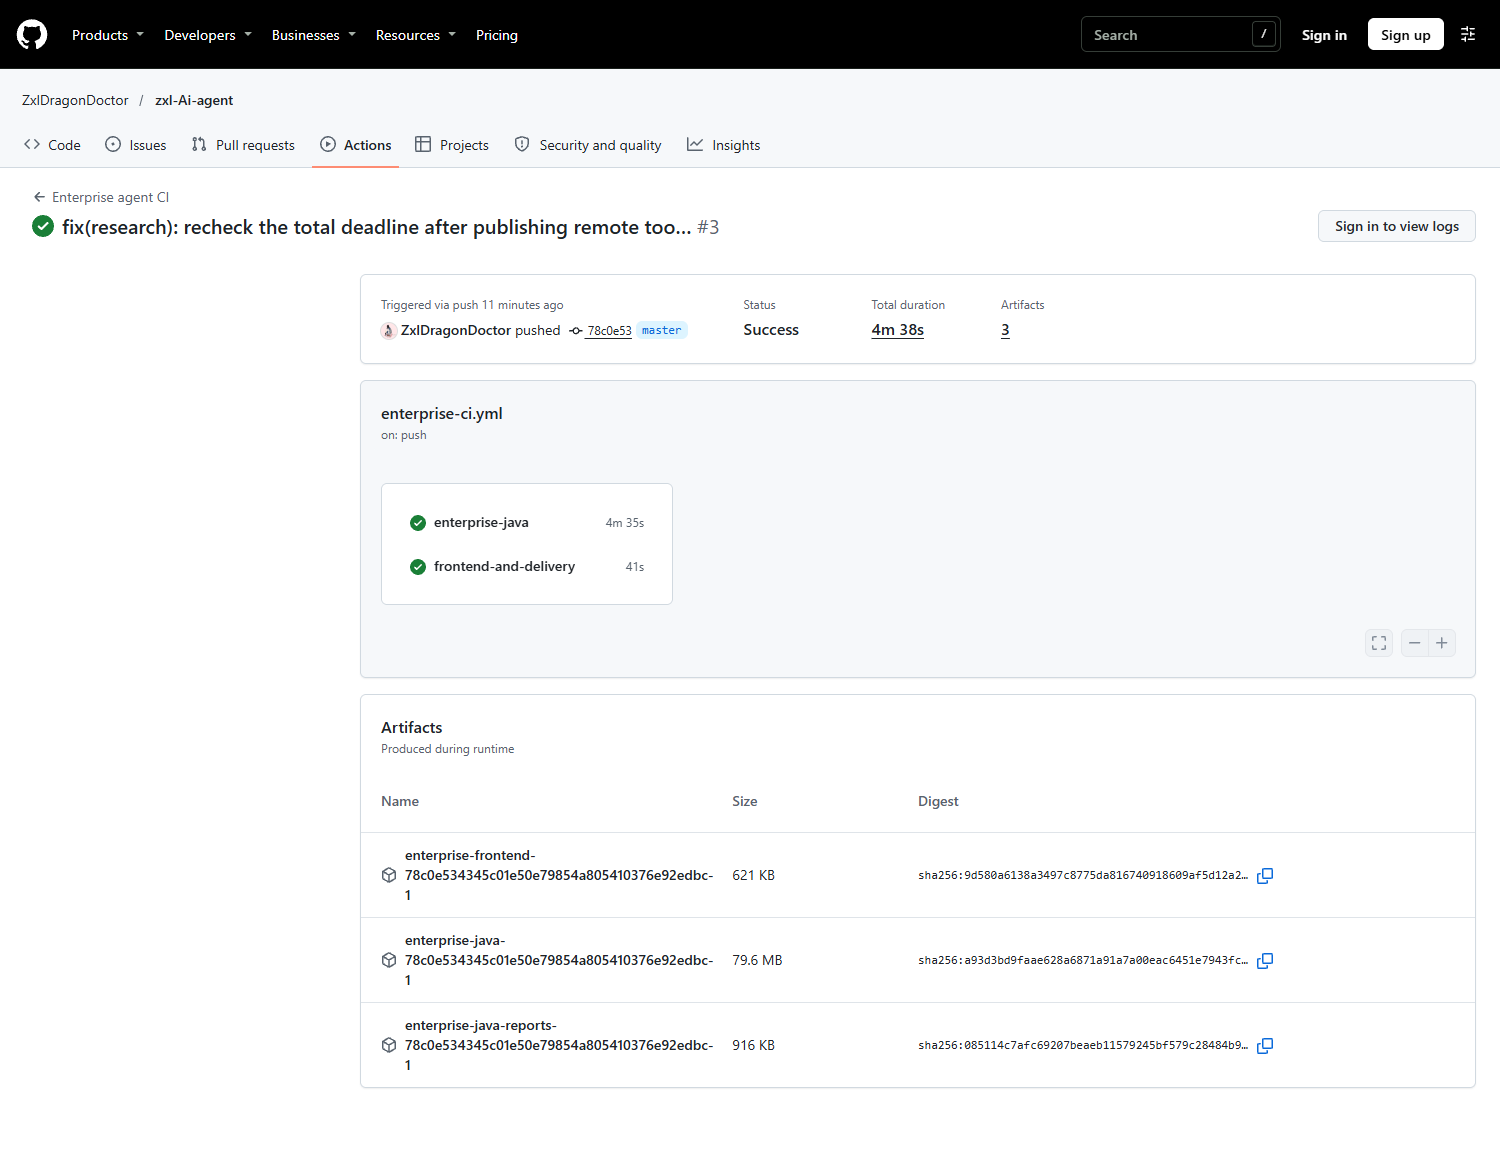 Products Developers Businesses Resources Pricing Search / Sign in Sign up
ZxlDragonDoctor / zxl-Ai-agent
Code Issues Pull requests Actions Projects Security and quality Insights
Enterprise agent CI
fix(research): recheck the total deadline after publishing remote too... #3
Sign in to view logs
Triggered via push 11 minutes ago Status Total duration Artifacts
ZxlDragonDoctor pushed 78c0e53 master Success 4m 38s 3
enterprise-ci.yml
on: push
enterprise-java 4m 35s
frontend-and-delivery 41s
Artifacts
Produced during runtime
Name Size Digest
enterprise-frontend-
78c0e534345c01e50e79854a805410376e92edbc- 621 KB sha256:9d580a6138a3497c8775da816740918609af5d12a2…
1
enterprise-java-
78c0e534345c01e50e79854a805410376e92edbc- 79.6 MB sha256:a93d3bd9faae628a6871a91a7a00eac6451e7943fc…
1
enterprise-java-reports-
78c0e534345c01e50e79854a805410376e92edbc- 916 KB sha256:085114c7afc69207beaeb11579245bf579c28484b9…
1